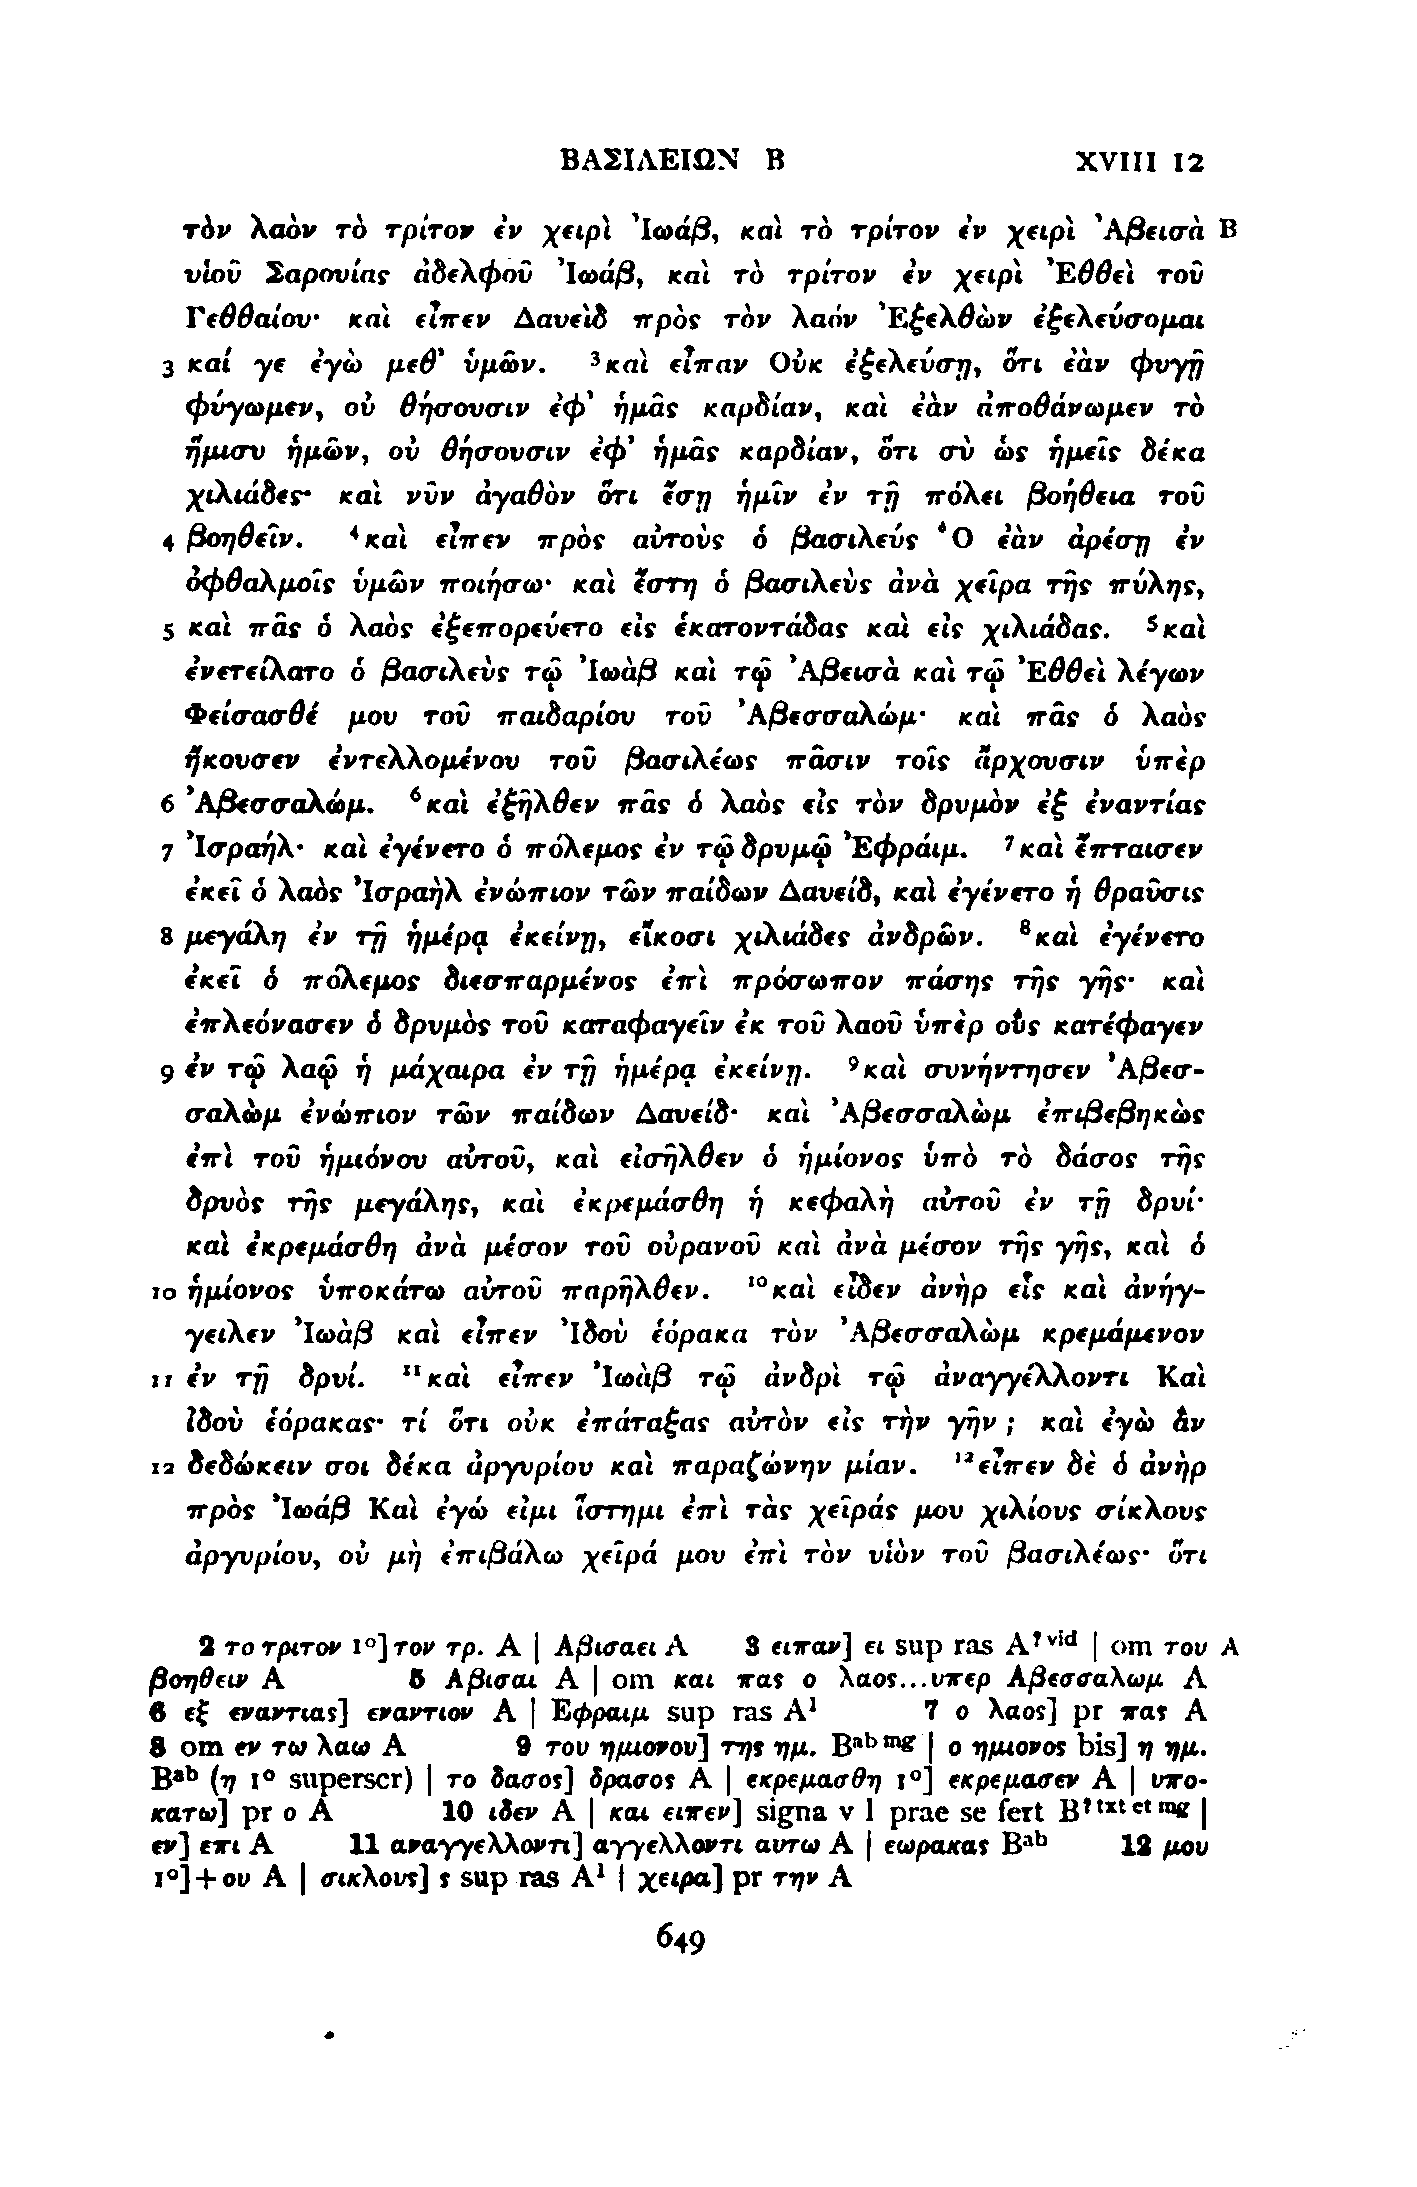 ΒΑΣΙΛΕΙΩΝ Β XVIII 12
τὸν λαὸν τὸ τρίτον ἐν χειρὶ Ἰωάβ, καὶ τὸ τρίτον ἐν χειρὶ Ἀβεισὰ Β
υἱοῦ Σαρουίας ἀδελφοῦ Ἰωάβ, καὶ τὸ τρίτον ἐν χειρὶ Ἐθθεὶ τοῦ
Γεθθαίου· καὶ εἶπεν Δαυεὶδ πρὸς τὸν λαόν Ἐξελθὼν ἐξελεύσομαι
3 καί γε ἐγὼ μεθ' ὑμῶν. ³καὶ εἶπαν Οὐκ ἐξελεύσῃ, ὅτι ἐὰν φυγῇ
φύγωμεν, οὐ θήσουσιν ἐφ' ἡμᾶς καρδίαν, καὶ ἐὰν ἀποθάνωμεν τὸ
ἥμισυ ἡμῶν, οὐ θήσουσιν ἐφ' ἡμᾶς καρδίαν, ὅτι σὺ ὡς ἡμεῖς δέκα
χιλιάδες· καὶ νῦν ἀγαθὸν ὅτι ἔσῃ ἡμῖν ἐν τῇ πόλει βοήθεια τοῦ
4 βοηθεῖν. ⁴καὶ εἶπεν πρὸς αὐτοὺς ὁ βασιλεύς Ὃ ἐὰν ἀρέσῃ ἐν
ὀφθαλμοῖς ὑμῶν ποιήσω· καὶ ἔστη ὁ βασιλεὺς ἀνὰ χεῖρα τῆς πύλης,
5 καὶ πᾶς ὁ λαὸς ἐξεπορεύετο εἰς ἑκατοντάδας καὶ εἰς χιλιάδας. ⁵καὶ
ἐνετείλατο ὁ βασιλεὺς τῷ Ἰωὰβ καὶ τῷ Ἀβεισὰ καὶ τῷ Ἐθθεὶ λέγων
Φείσασθέ μου τοῦ παιδαρίου τοῦ Ἀβεσσαλώμ· καὶ πᾶς ὁ λαὸς
ἤκουσεν ἐντελλομένου τοῦ βασιλέως πᾶσιν τοῖς ἄρχουσιν ὑπὲρ
6 Ἀβεσσαλώμ. ⁶καὶ ἐξῆλθεν πᾶς ὁ λαὸς εἰς τὸν δρυμὸν ἐξ ἐναντίας
7 Ἰσραήλ· καὶ ἐγένετο ὁ πόλεμος ἐν τῷ δρυμῷ Ἐφράιμ. ⁷καὶ ἔπταισεν
ἐκεῖ ὁ λαὸς Ἰσραὴλ ἐνώπιον τῶν παίδων Δαυείδ, καὶ ἐγένετο ἡ θραῦσις
8 μεγάλη ἐν τῇ ἡμέρᾳ ἐκείνῃ, εἴκοσι χιλιάδες ἀνδρῶν. ⁸καὶ ἐγένετο
ἐκεῖ ὁ πόλεμος διεσπαρμένος ἐπὶ πρόσωπον πάσης τῆς γῆς· καὶ
ἐπλεόνασεν ὁ δρυμὸς τοῦ καταφαγεῖν ἐκ τοῦ λαοῦ ὑπὲρ οὓς κατέφαγεν
9 ἐν τῷ λαῷ ἡ μάχαιρα ἐν τῇ ἡμέρᾳ ἐκείνῃ. ⁹καὶ συνήντησεν Ἀβεσ-
σαλὼμ ἐνώπιον τῶν παίδων Δαυείδ· καὶ Ἀβεσσαλὼμ ἐπιβεβηκὼς
ἐπὶ τοῦ ἡμιόνου αὐτοῦ, καὶ εἰσῆλθεν ὁ ἡμίονος ὑπὸ τὸ δάσος τῆς
δρυὸς τῆς μεγάλης, καὶ ἐκρεμάσθη ἡ κεφαλὴ αὐτοῦ ἐν τῇ δρυί·
καὶ ἐκρεμάσθη ἀνὰ μέσον τοῦ οὐρανοῦ καὶ ἀνὰ μέσον τῆς γῆς, καὶ ὁ
10 ἡμίονος ὑποκάτω αὐτοῦ παρῆλθεν. ¹⁰καὶ εἶδεν ἀνὴρ εἷς καὶ ἀνήγ-
γειλεν Ἰωὰβ καὶ εἶπεν Ἰδοὺ ἑόρακα τὸν Ἀβεσσαλὼμ κρεμάμενον
11 ἐν τῇ δρυί. ¹¹καὶ εἶπεν Ἰωὰβ τῷ ἀνδρὶ τῷ ἀναγγέλλοντι Καὶ
ἰδοὺ ἑόρακας· τί ὅτι οὐκ ἐπάταξας αὐτὸν εἰς τὴν γῆν ; καὶ ἐγὼ ἂν
12 δεδώκειν σοι δέκα ἀργυρίου καὶ παραζώνην μίαν. ¹²εἶπεν δὲ ὁ ἀνὴρ
πρὸς Ἰωάβ Καὶ ἐγώ εἰμι ἵστημι ἐπὶ τὰς χεῖράς μου χιλίους σίκλους
ἀργυρίου, οὐ μὴ ἐπιβάλω χεῖρά μου ἐπὶ τὸν υἱὸν τοῦ βασιλέως· ὅτι
2 το τριτον 1°] τον τρ. A | Αβισαει A 3 ειπαν] ει sup ras A? vid | om του A
βοηθειν A 5 Αβισαι A | om και πας ο λαος...υπερ Αβεσσαλωμ A
6 εξ εναντιας] εναντιον A | Εφραιμ sup ras A¹ 7 ο λαος] pr πας A
8 om εν τω λαω A 9 του ημιονου] της ημ. Bab mg | ο ημιονος bis] η ημ.
Bab (η 1° superscr) | το δασος] δρασος A | εκρεμασθη 1°] εκρεμασεν A | υπο-
κατω] pr ο A 10 ιδεν A | και ειπεν] signa v l prae se fert B? txt et mg |
εν] επι A 11 αναγγελλοντι] αγγελλοντι αυτω A | εωρακας Bab 12 μου
1°] + ου A | σικλους] ς sup ras A¹ | χειρα] pr την A
649